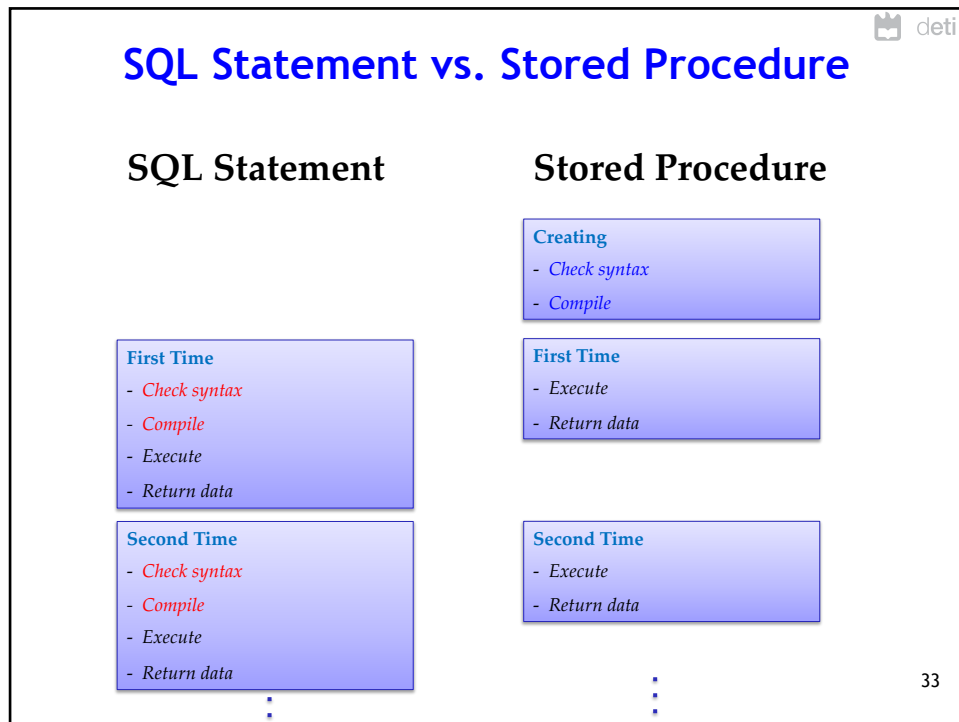 deti
SQL Statement vs. Stored Procedure
SQL Statement
First Time
- Check syntax
- Compile
- Execute
- Return data
Second Time
- Check syntax
- Compile
- Execute
- Return data
Stored Procedure
Creating
- Check syntax
- Compile
First Time
- Execute
- Return data
Second Time
- Execute
- Return data
33